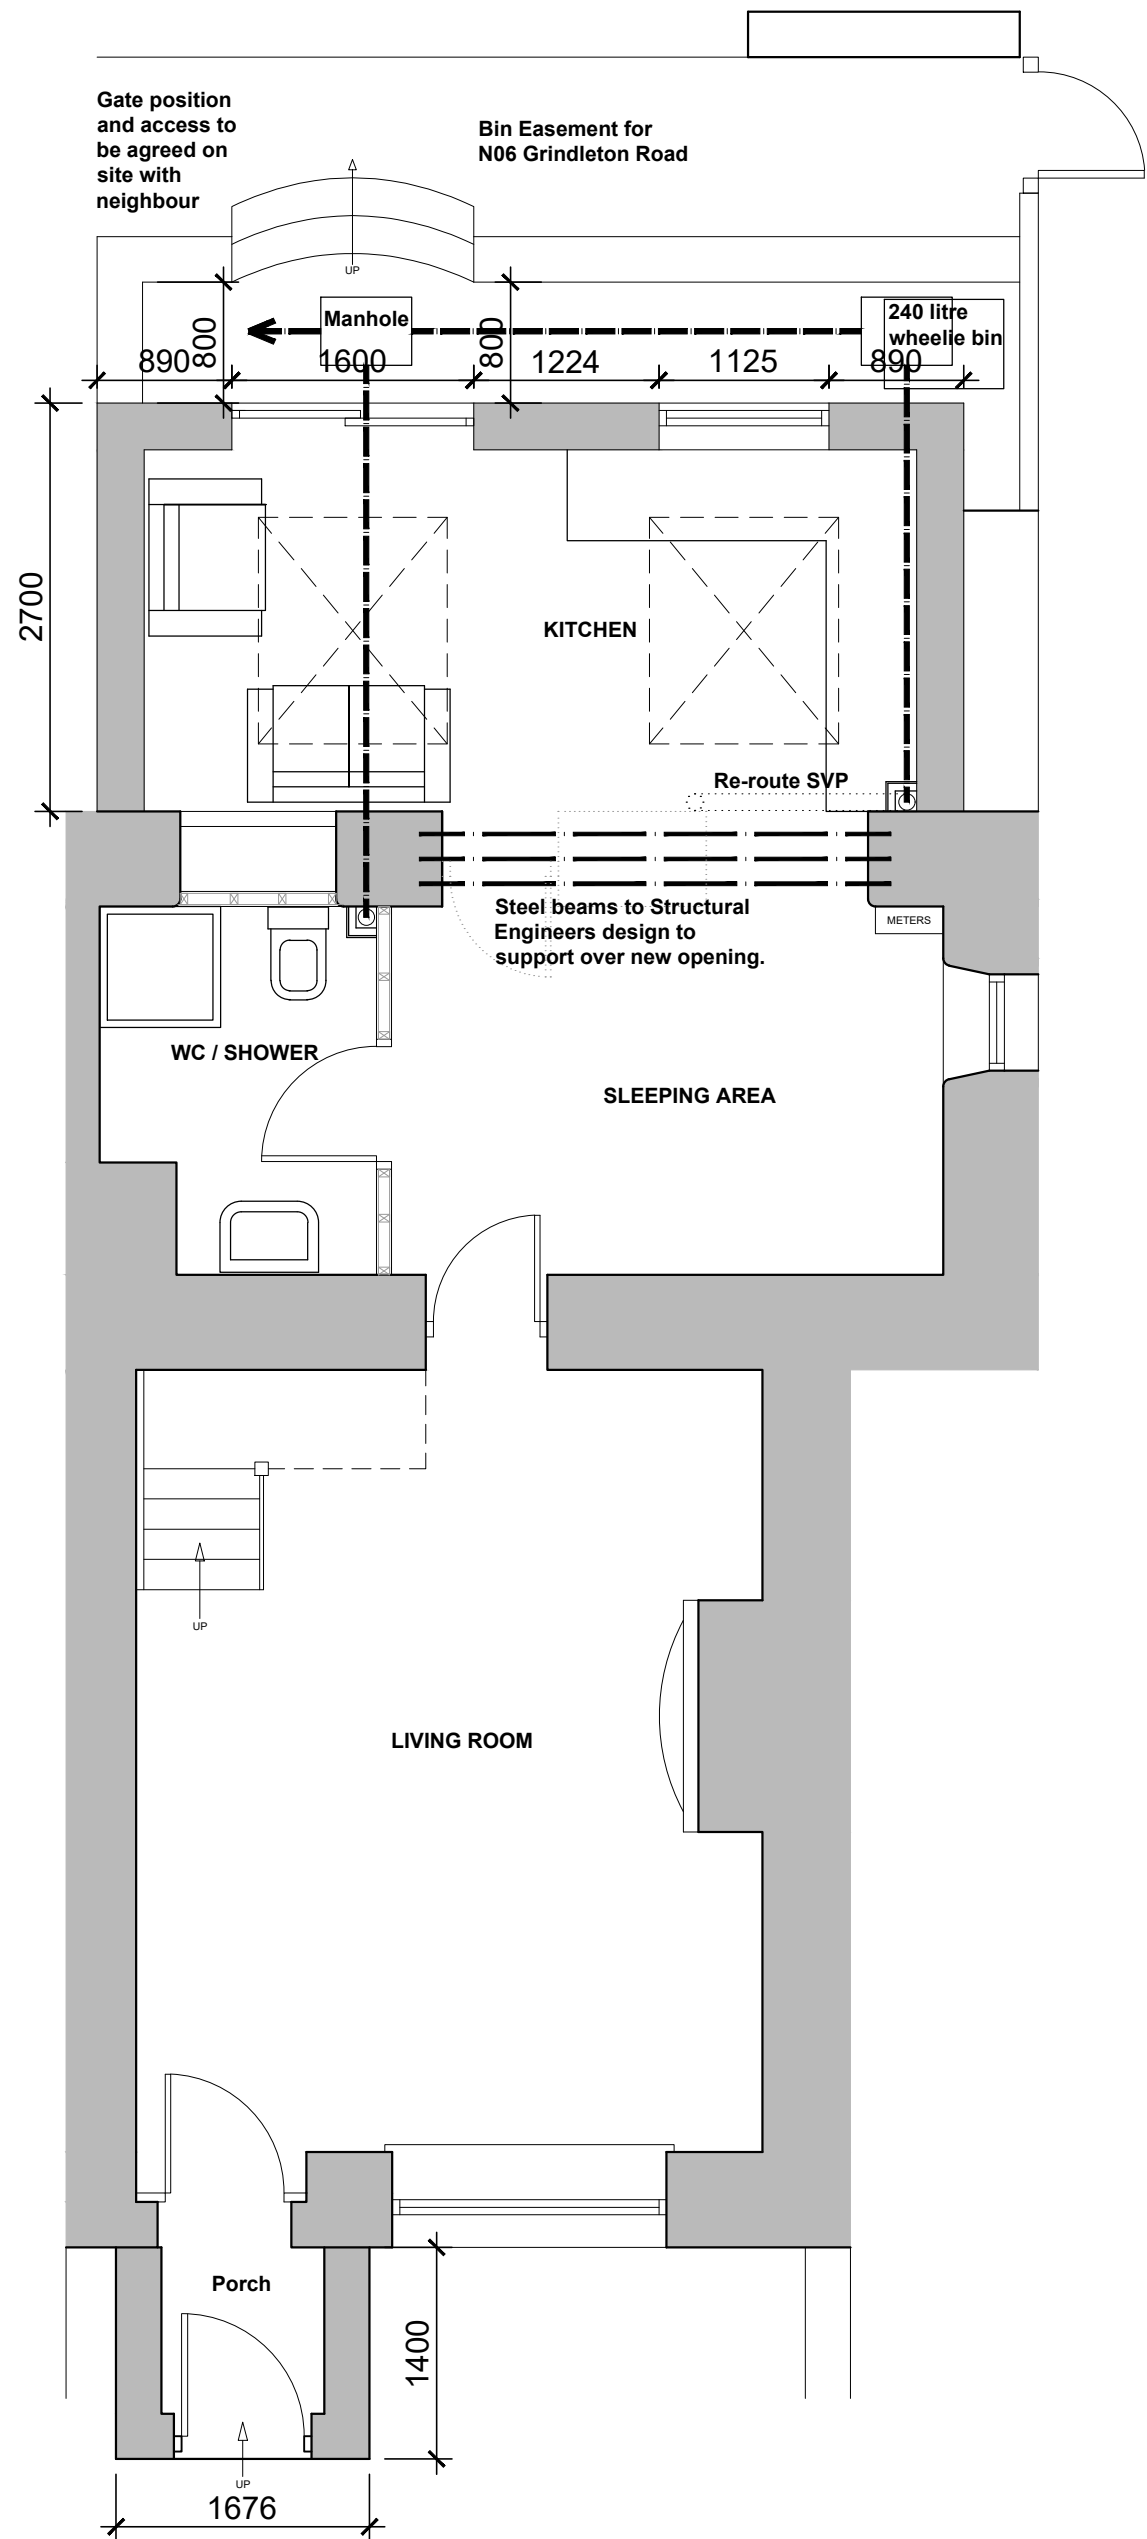 Gate position
and access to
be agreed on
site with
neighbour
Bin Easement for
N06 Grindleton Road
UP
Manhole
240 litre
wheelie bin
800
800
890
1600
1224
1125
890
2700
KITCHEN
Re-route SVP
Steel beams to Structural
Engineers design to
support over new opening.
METERS
WC / SHOWER
SLEEPING AREA
UP
LIVING ROOM
Porch
1400
UP
1676